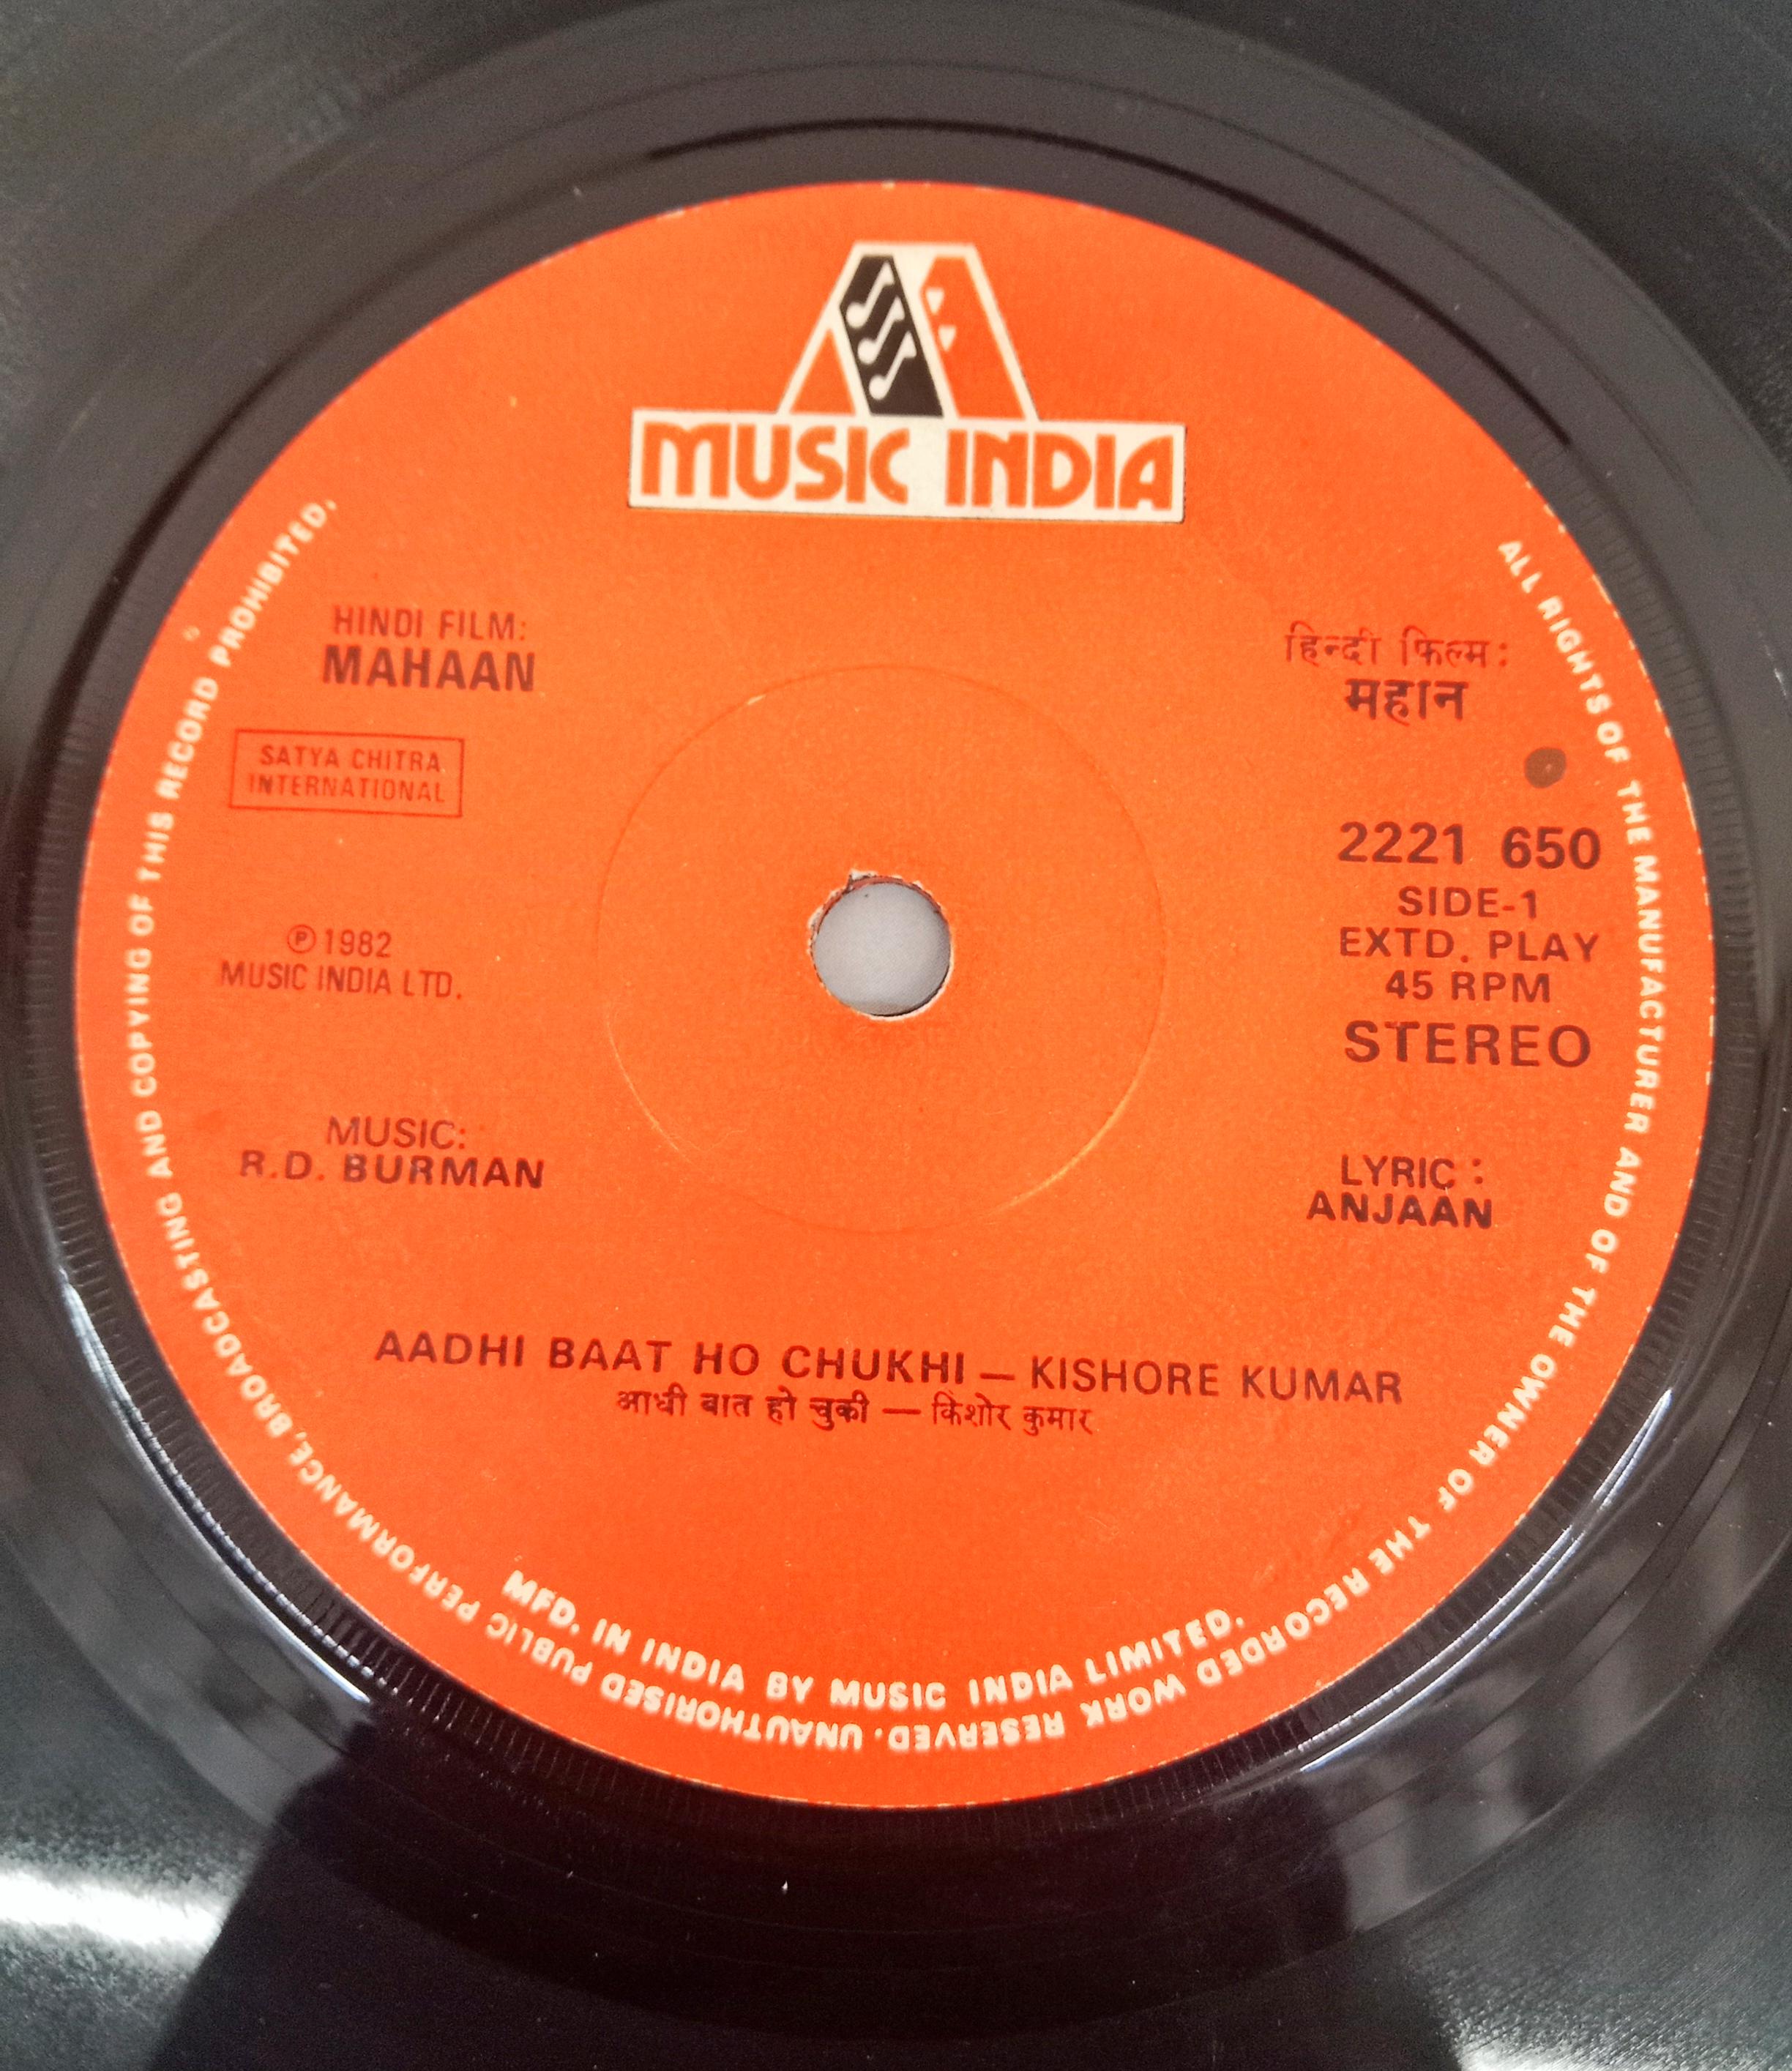 MUSIC INDIA
HINDI FILM:
MAHAAN
SATYA CHITRA
INTERNATIONAL
℗ 1982
MUSIC INDIA LTD.
MUSIC:
R.D. BURMAN
हिन्दी फिल्म:
महान
2221 650
SIDE-1
EXTD. PLAY
45 RPM
STEREO
LYRIC :
ANJAAN
AADHI BAAT HO CHUKHI — KISHORE KUMAR
आधी बात हो चुकी — किशोर कुमार
MFD. IN INDIA BY MUSIC INDIA LIMITED.
ALL RIGHTS OF THE MANUFACTURER AND OF THE OWNER OF THE RECORDED WORK RESERVED. UNAUTHORISED PUBLIC PERFORMANCE, BROADCASTING AND COPYING OF THIS RECORD PROHIBITED.